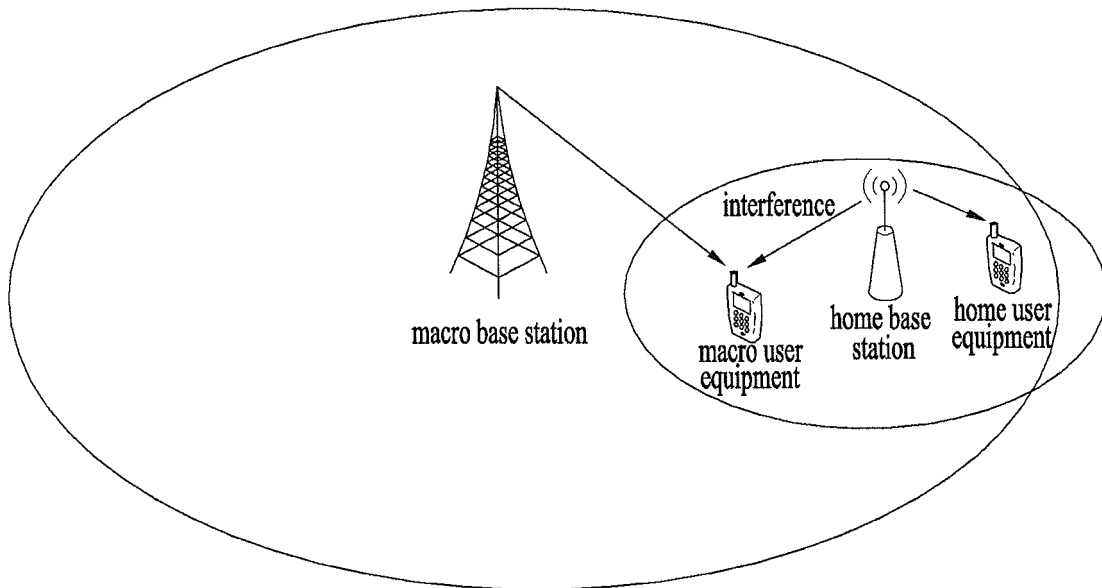 interference
macro base station
macro user
equipment
home base
station
home user
equipment